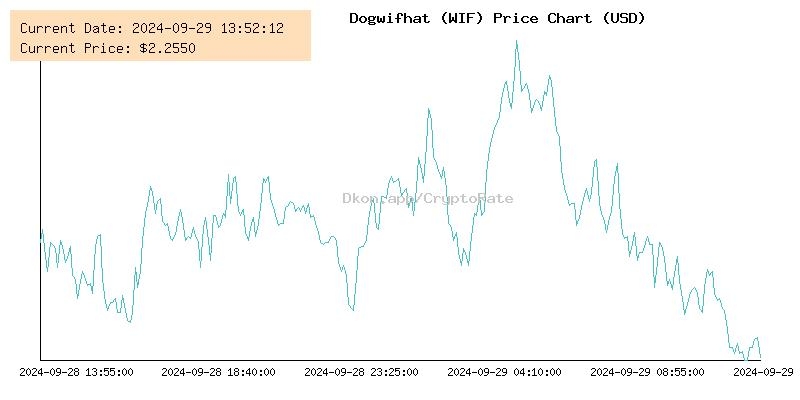 Dogwifhat (WIF) Price Chart (USD)
Current Date: 2024-09-29 13:52:12
Current Price: $2.2550
Dkonrapp/CryptoRate
2024-09-28 13:55:00 2024-09-28 18:40:00 2024-09-28 23:25:00 2024-09-29 04:10:00 2024-09-29 08:55:00 2024-09-29